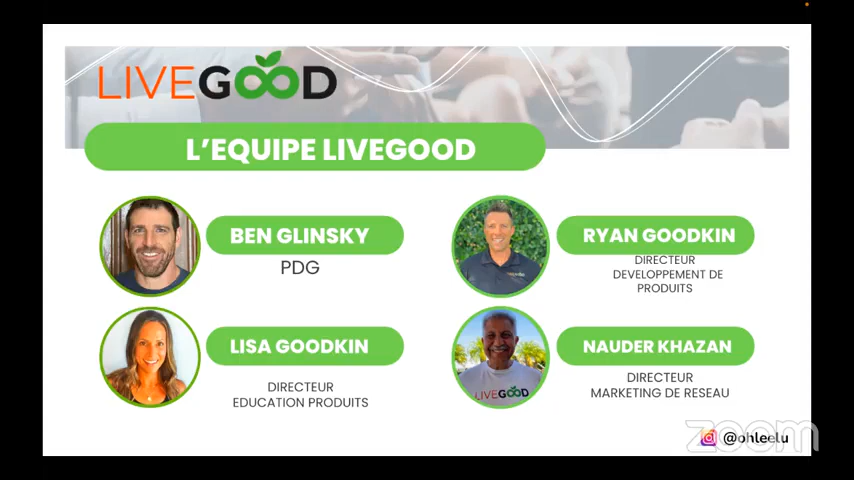 LIVEGOOD
L'EQUIPE LIVEGOOD
BEN GLINSKY
PDG
RYAN GOODKIN
DIRECTEUR
DEVELOPPEMENT DE
PRODUITS
LISA GOODKIN
DIRECTEUR
EDUCATION PRODUITS
NAUDER KHAZAN
DIRECTEUR
MARKETING DE RESEAU
LIVEGOOD
@ohleelu
zoom